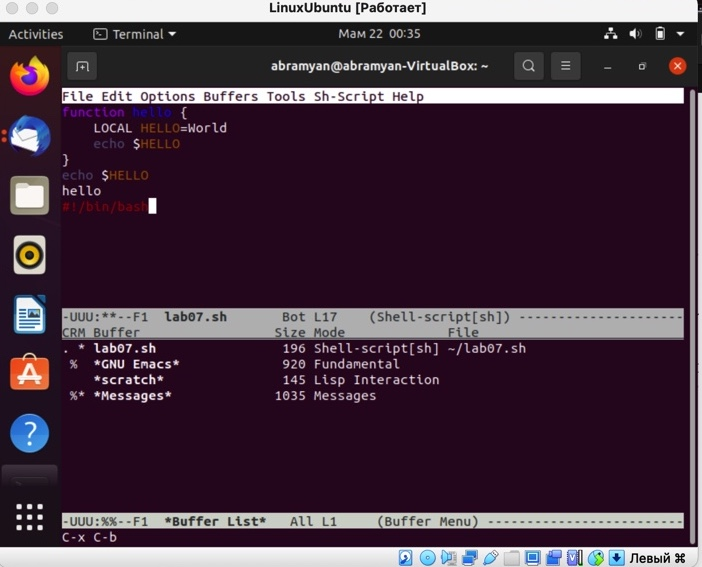 LinuxUbuntu [Работает]
Activities Terminal Мам 22 00:35
abramyan@abramyan-VirtualBox: ~
File Edit Options Buffers Tools Sh-Script Help
function hello {
    LOCAL HELLO=World
    echo $HELLO
}
echo $HELLO
hello
#!/bin/bash
-UUU:**--F1  lab07.sh       Bot L17    (Shell-script[sh]) ---------------------
CRM Buffer                 Size Mode             File
. * lab07.sh                196 Shell-script[sh] ~/lab07.sh
 %  *GNU Emacs*             920 Fundamental
    *scratch*               145 Lisp Interaction
 %* *Messages*             1035 Messages
-UUU:%%--F1  *Buffer List*   All L1     (Buffer Menu) -------------------------
C-x C-b
Левый ⌘